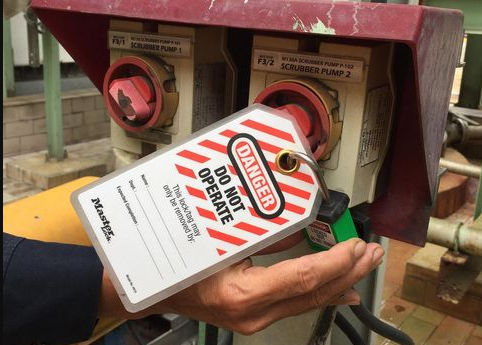 F3/1
SCRUBBER PUMP 1
F3/2
SCRUBBER PUMP 2
DANGER
DO NOT
OPERATE
This lock/tag may
only be removed by:
Name:
Dept.:
Expected Completion:
Master